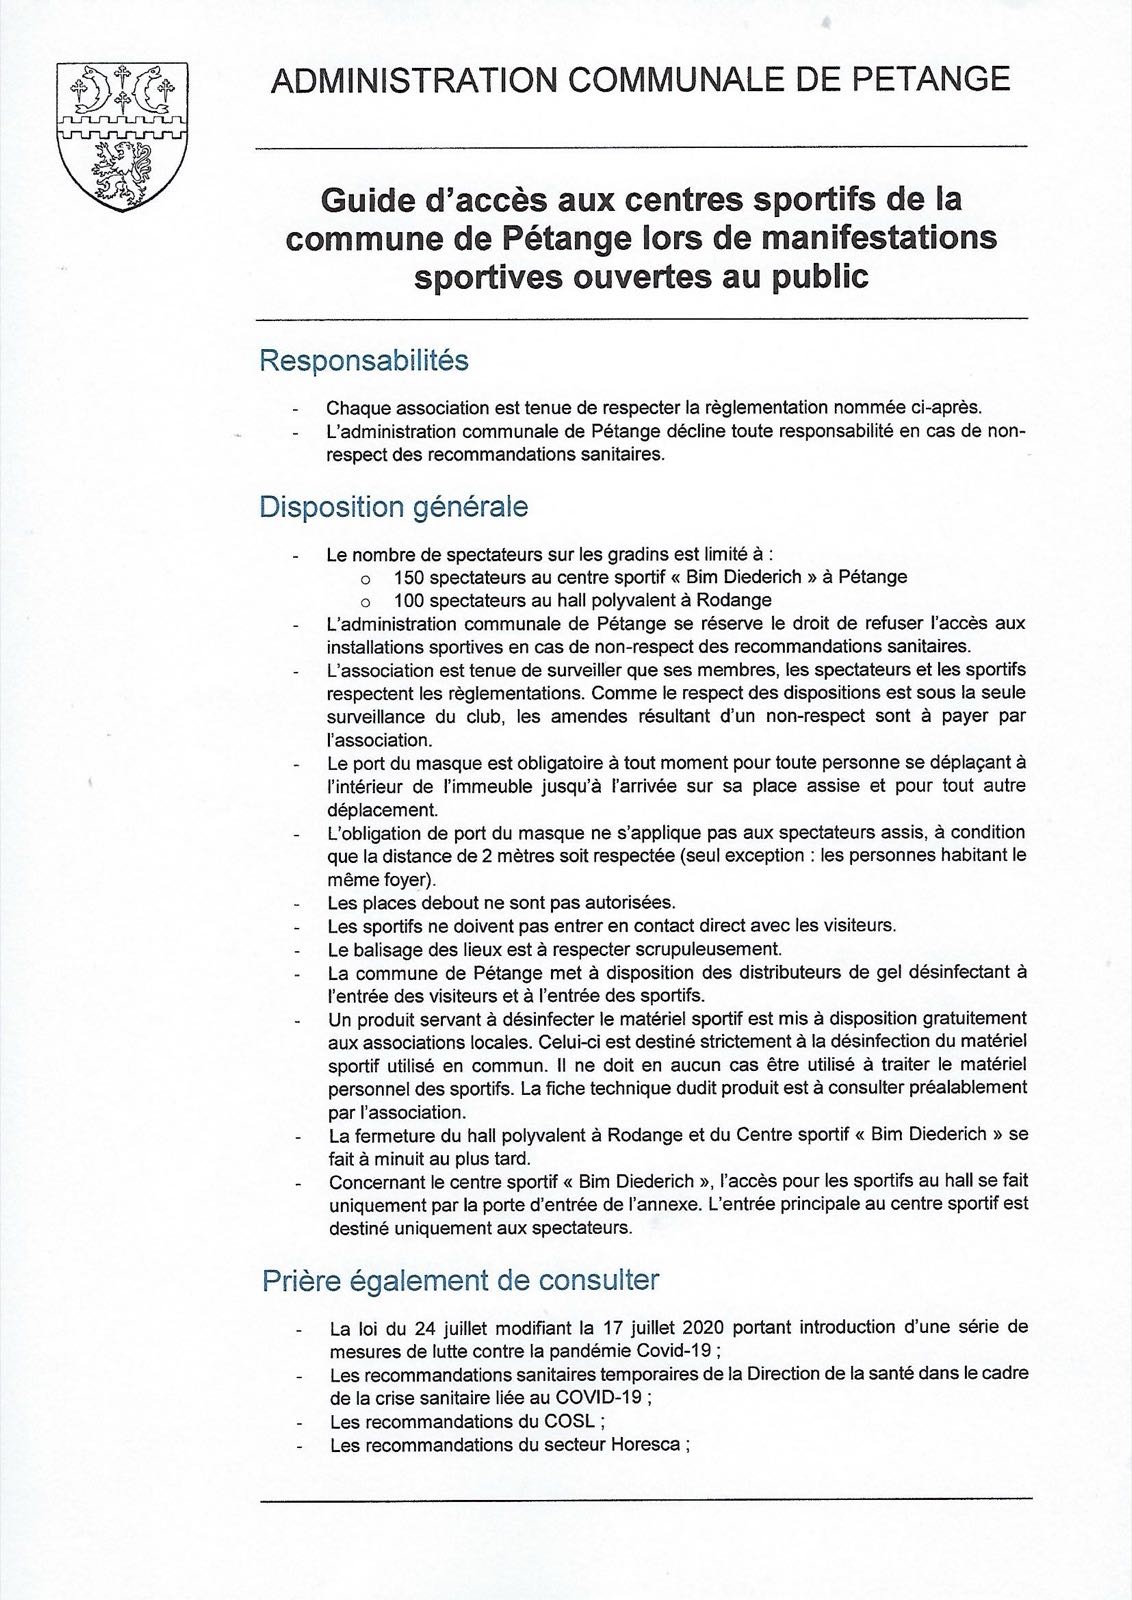 ADMINISTRATION COMMUNALE DE PETANGE
Guide d'accès aux centres sportifs de la
commune de Pétange lors de manifestations
sportives ouvertes au public
Responsabilités
- Chaque association est tenue de respecter la règlementation nommée ci-après.
- L'administration communale de Pétange décline toute responsabilité en cas de non-
respect des recommandations sanitaires.
Disposition générale
- Le nombre de spectateurs sur les gradins est limité à :
o 150 spectateurs au centre sportif « Bim Diederich » à Pétange
o 100 spectateurs au hall polyvalent à Rodange
- L'administration communale de Pétange se réserve le droit de refuser l'accès aux
installations sportives en cas de non-respect des recommandations sanitaires.
- L'association est tenue de surveiller que ses membres, les spectateurs et les sportifs
respectent les règlementations. Comme le respect des dispositions est sous la seule
surveillance du club, les amendes résultant d'un non-respect sont à payer par
l'association.
- Le port du masque est obligatoire à tout moment pour toute personne se déplaçant à
l'intérieur de l'immeuble jusqu'à l'arrivée sur sa place assise et pour tout autre
déplacement.
- L'obligation de port du masque ne s'applique pas aux spectateurs assis, à condition
que la distance de 2 mètres soit respectée (seul exception : les personnes habitant le
même foyer).
- Les places debout ne sont pas autorisées.
- Les sportifs ne doivent pas entrer en contact direct avec les visiteurs.
- Le balisage des lieux est à respecter scrupuleusement.
- La commune de Pétange met à disposition des distributeurs de gel désinfectant à
l'entrée des visiteurs et à l'entrée des sportifs.
- Un produit servant à désinfecter le matériel sportif est mis à disposition gratuitement
aux associations locales. Celui-ci est destiné strictement à la désinfection du matériel
sportif utilisé en commun. Il ne doit en aucun cas être utilisé à traiter le matériel
personnel des sportifs. La fiche technique dudit produit est à consulter préalablement
par l'association.
- La fermeture du hall polyvalent à Rodange et du Centre sportif « Bim Diederich » se
fait à minuit au plus tard.
- Concernant le centre sportif « Bim Diederich », l'accès pour les sportifs au hall se fait
uniquement par la porte d'entrée de l'annexe. L'entrée principale au centre sportif est
destiné uniquement aux spectateurs.
Prière également de consulter
- La loi du 24 juillet modifiant la 17 juillet 2020 portant introduction d'une série de
mesures de lutte contre la pandémie Covid-19 ;
- Les recommandations sanitaires temporaires de la Direction de la santé dans le cadre
de la crise sanitaire liée au COVID-19 ;
- Les recommandations du COSL ;
- Les recommandations du secteur Horesca ;